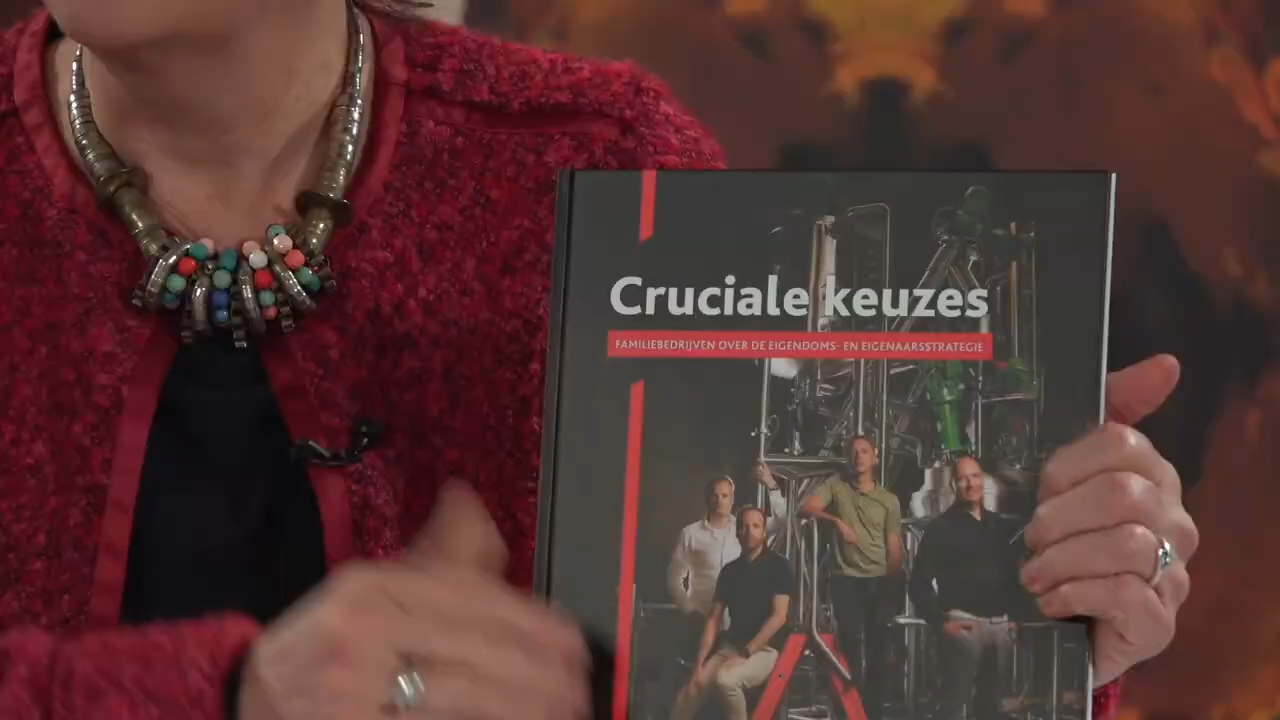 Cruciale keuzes
FAMILIEBEDRIJVEN OVER DE EIGENDOMS- EN EIGENAARSSTRATEGIE